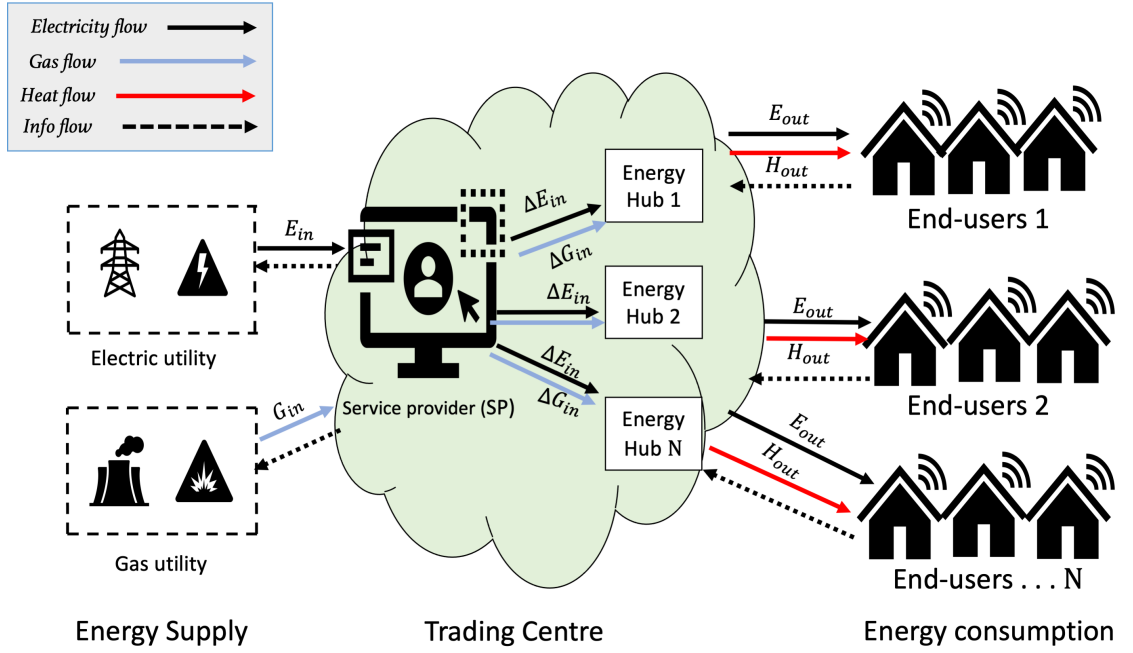 Electricity flow
Gas flow
Heat flow
Info flow
E_in
Electric utility
G_in
Gas utility
Service provider (SP)
ΔE_in
ΔG_in
ΔE_in
ΔE_in
ΔG_in
Energy
Hub 1
Energy
Hub 2
Energy
Hub N
E_out
H_out
End-users 1
E_out
H_out
End-users 2
E_out
H_out
End-users . . . N
Energy Supply
Trading Centre
Energy consumption